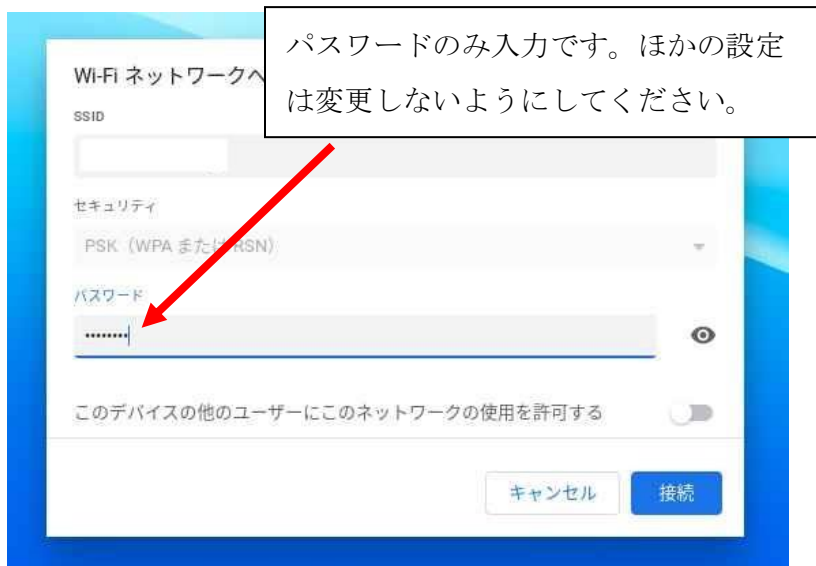 パスワードのみ入力です。ほかの設定
は変更しないようにしてください。
Wi-Fi ネットワークへ
SSID
セキュリティ
PSK（WPA または RSN）
パスワード
••••••••
このデバイスの他のユーザーにこのネットワークの使用を許可する
キャンセル 接続